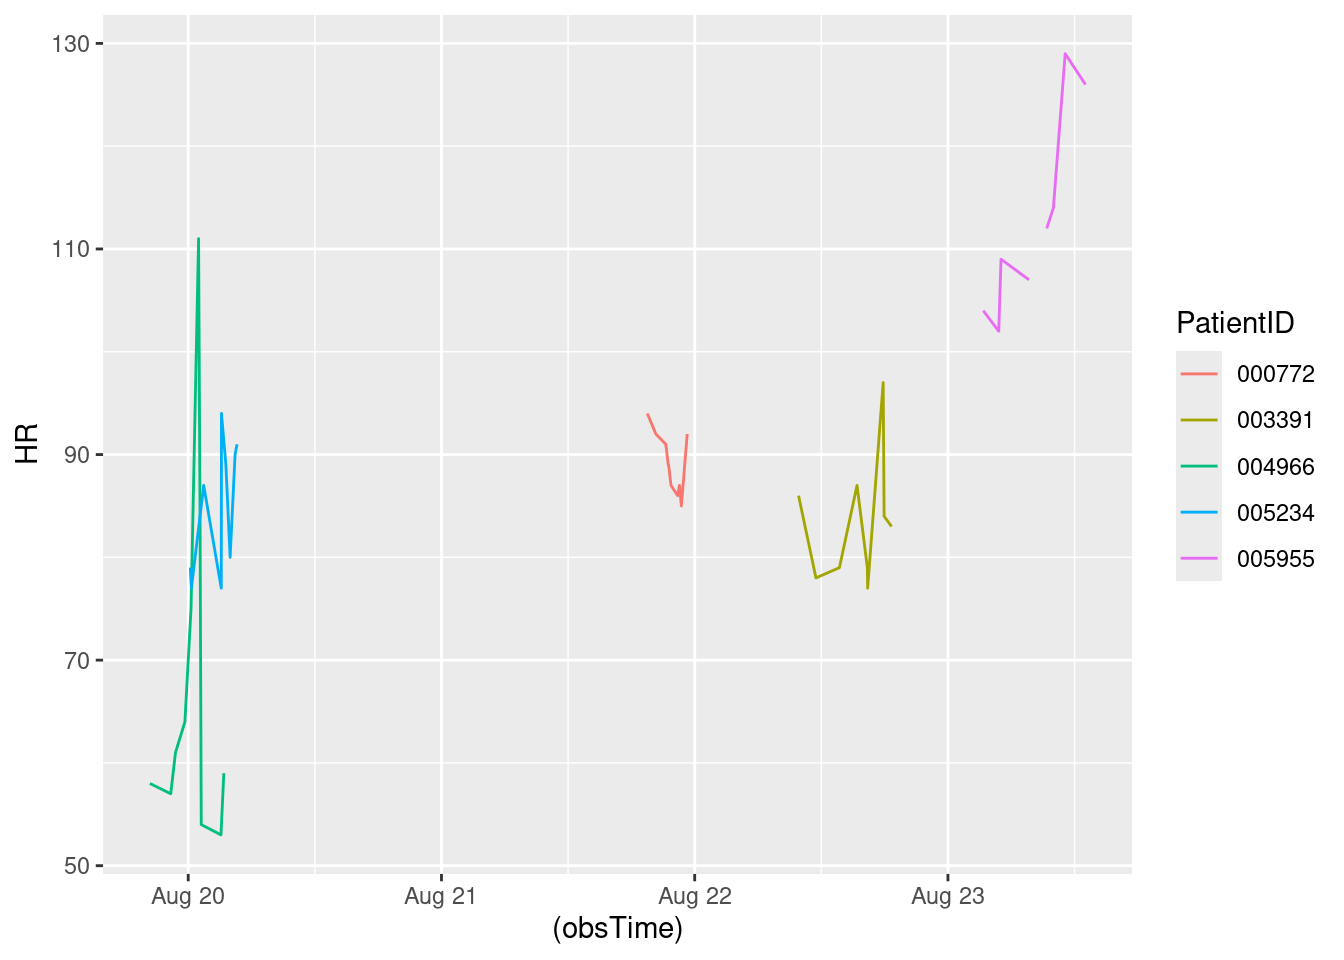 130
110
90
70
50
HR
Aug 20
Aug 21
Aug 22
Aug 23
(obsTime)
PatientID
000772
003391
004966
005234
005955